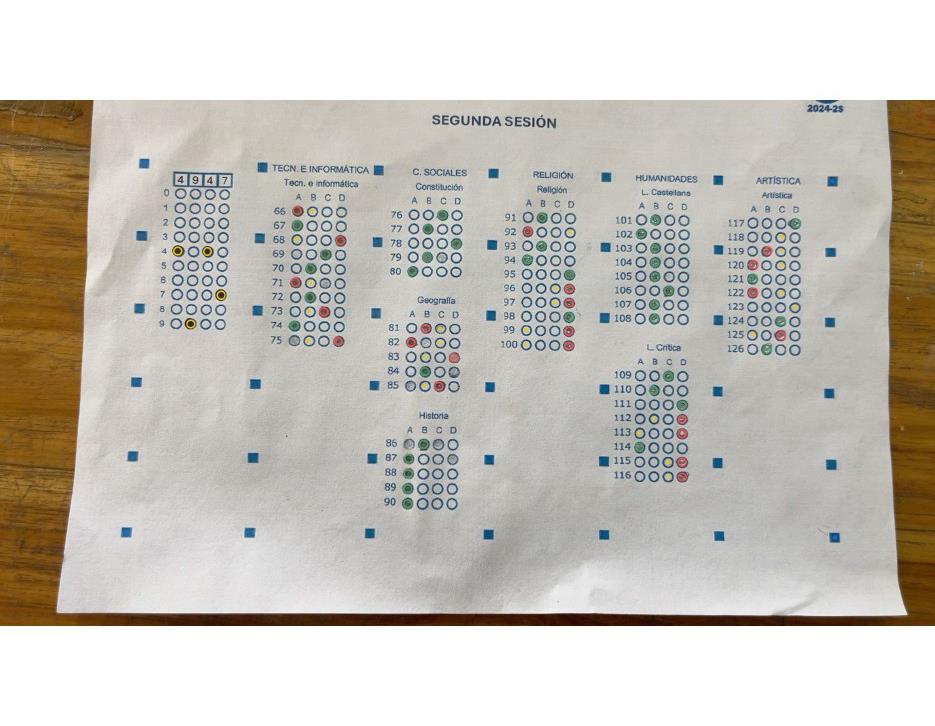 2024-2S
SEGUNDA SESIÓN
4 9 4 7
0
1
2
3
4
5
6
7
8
9
TECN. E INFORMÁTICA
Tecn. e informática
A B C D
66
67
68
69
70
71
72
73
74
75
C. SOCIALES
Constitución
A B C D
76
77
78
79
80
Geografía
A B C D
81
82
83
84
85
Historia
A B C D
86
87
88
89
90
RELIGIÓN
Religión
A B C D
91
92
93
94
95
96
97
98
99
100
HUMANIDADES
L. Castellana
A B C D
101
102
103
104
105
106
107
108
L. Crítica
A B C D
109
110
111
112
113
114
115
116
ARTÍSTICA
Artística
A B C D
117
118
119
120
121
122
123
124
125
126